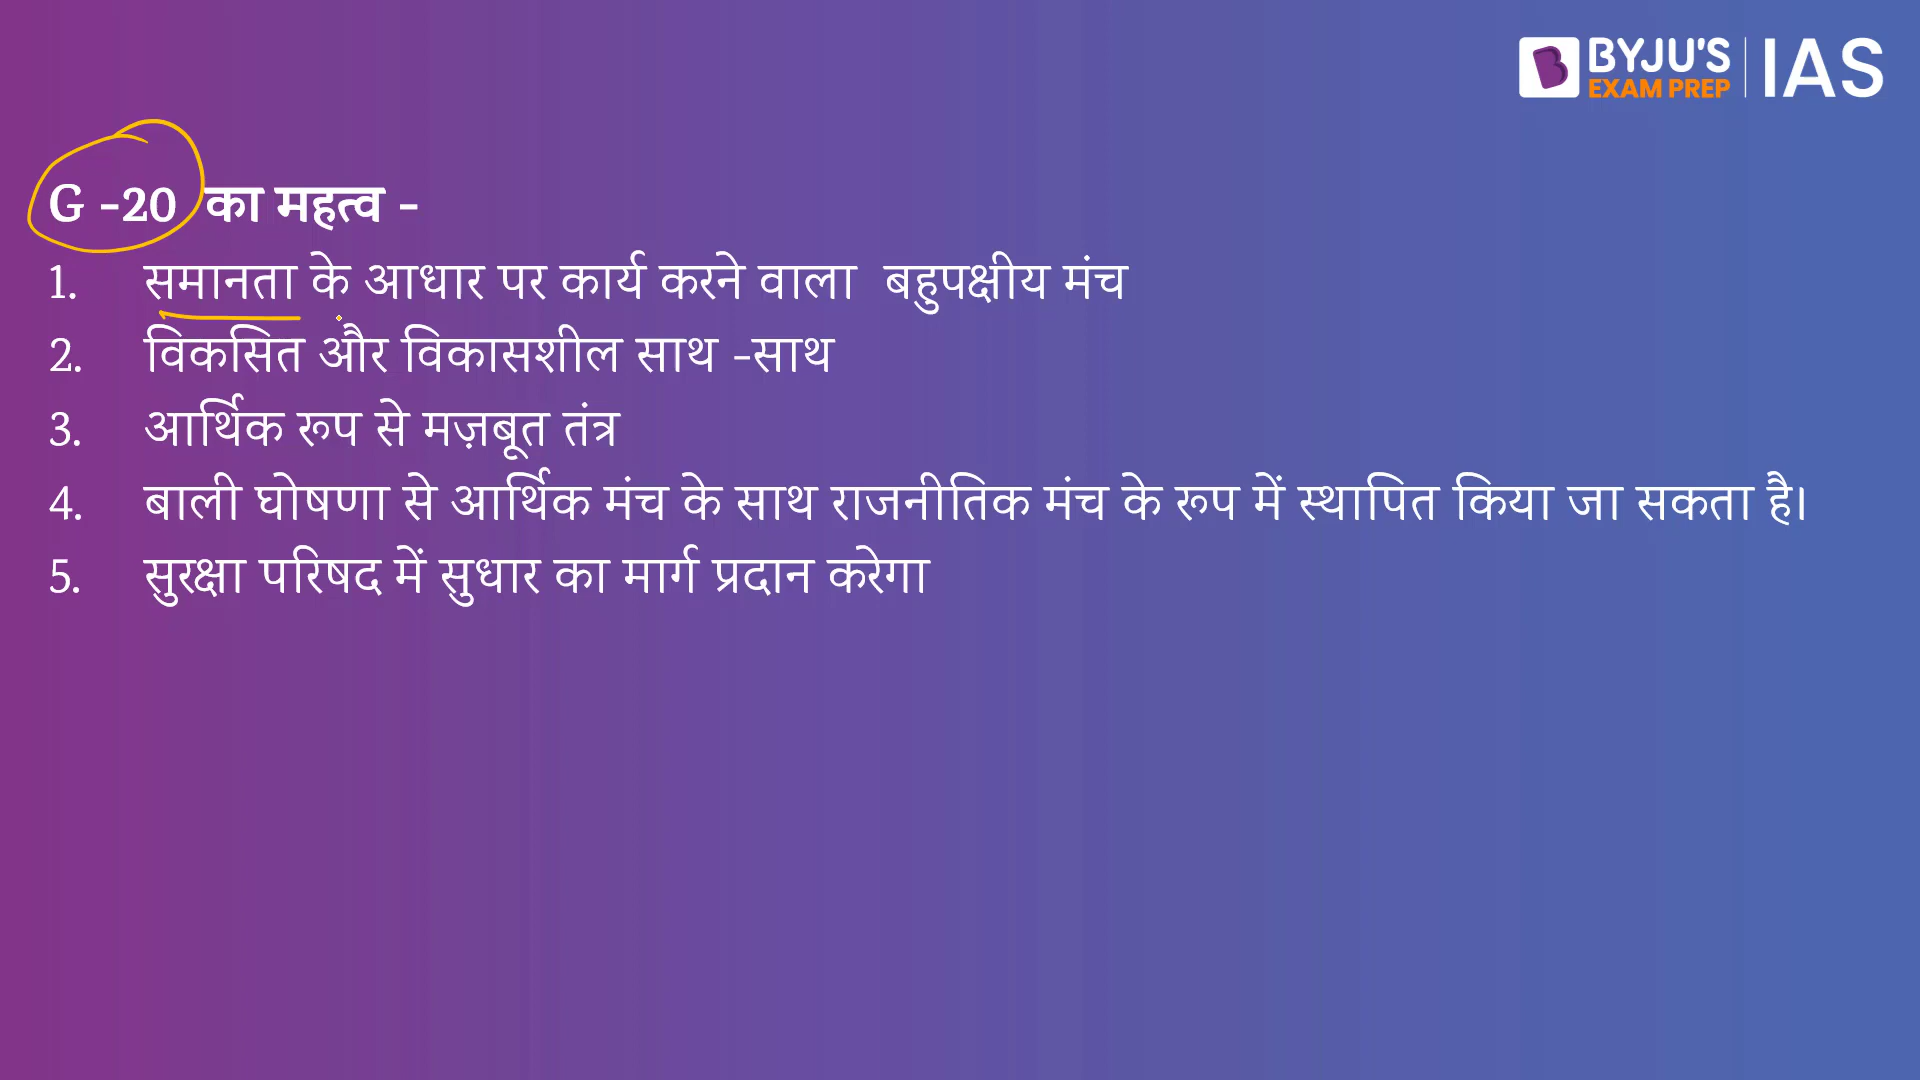 BYJU'S
EXAM PREP
IAS
G -20 का महत्व -
1. समानता के आधार पर कार्य करने वाला बहुपक्षीय मंच
2. विकसित और विकासशील साथ -साथ
3. आर्थिक रूप से मज़बूत तंत्र
4. बाली घोषणा से आर्थिक मंच के साथ राजनीतिक मंच के रूप में स्थापित किया जा सकता है।
5. सुरक्षा परिषद में सुधार का मार्ग प्रदान करेगा